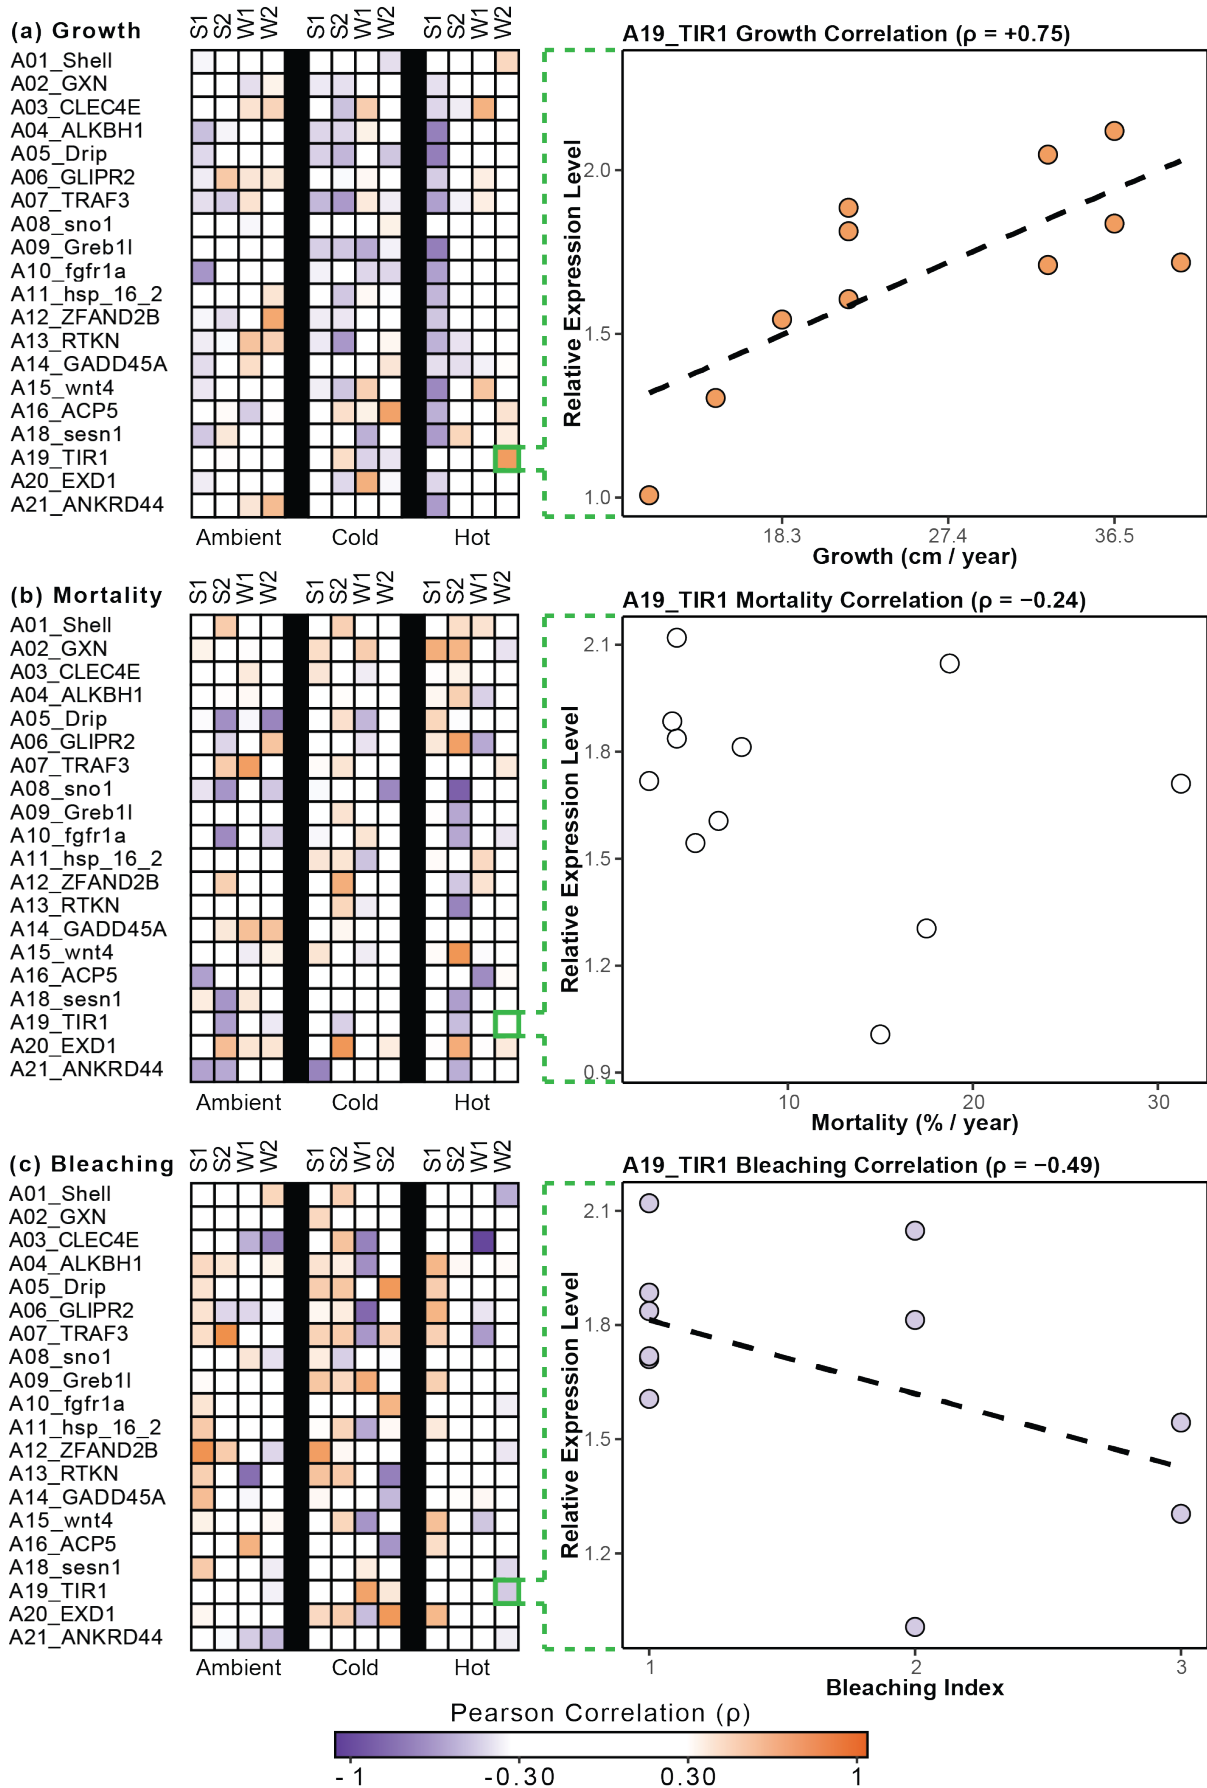 (a) Growth
S1 S2 W1 W2 S1 S2 W1 W2 S1 S2 W1 W2
A01_Shell
A02_GXN
A03_CLEC4E
A04_ALKBH1
A05_Drip
A06_GLIPR2
A07_TRAF3
A08_sno1
A09_Greb1l
A10_fgfr1a
A11_hsp_16_2
A12_ZFAND2B
A13_RTKN
A14_GADD45A
A15_wnt4
A16_ACP5
A18_sesn1
A19_TIR1
A20_EXD1
A21_ANKRD44
Ambient Cold Hot
A19_TIR1 Growth Correlation (ρ = +0.75)
Relative Expression Level
2.0
1.5
1.0
18.3 27.4 36.5
Growth (cm / year)
(b) Mortality
S1 S2 W1 W2 S1 S2 W1 W2 S1 S2 W1 W2
A01_Shell
A02_GXN
A03_CLEC4E
A04_ALKBH1
A05_Drip
A06_GLIPR2
A07_TRAF3
A08_sno1
A09_Greb1l
A10_fgfr1a
A11_hsp_16_2
A12_ZFAND2B
A13_RTKN
A14_GADD45A
A15_wnt4
A16_ACP5
A18_sesn1
A19_TIR1
A20_EXD1
A21_ANKRD44
Ambient Cold Hot
A19_TIR1 Mortality Correlation (ρ = −0.24)
Relative Expression Level
2.1
1.8
1.5
1.2
0.9
10 20 30
Mortality (% / year)
(c) Bleaching
S1 S2 W1 W2 S1 S2 W1 S2 S1 S2 W1 W2
A01_Shell
A02_GXN
A03_CLEC4E
A04_ALKBH1
A05_Drip
A06_GLIPR2
A07_TRAF3
A08_sno1
A09_Greb1l
A10_fgfr1a
A11_hsp_16_2
A12_ZFAND2B
A13_RTKN
A14_GADD45A
A15_wnt4
A16_ACP5
A18_sesn1
A19_TIR1
A20_EXD1
A21_ANKRD44
Ambient Cold Hot
A19_TIR1 Bleaching Correlation (ρ = −0.49)
Relative Expression Level
2.1
1.8
1.5
1.2
1 2 3
Bleaching Index
Pearson Correlation (ρ)
-1 -0.30 0.30 1